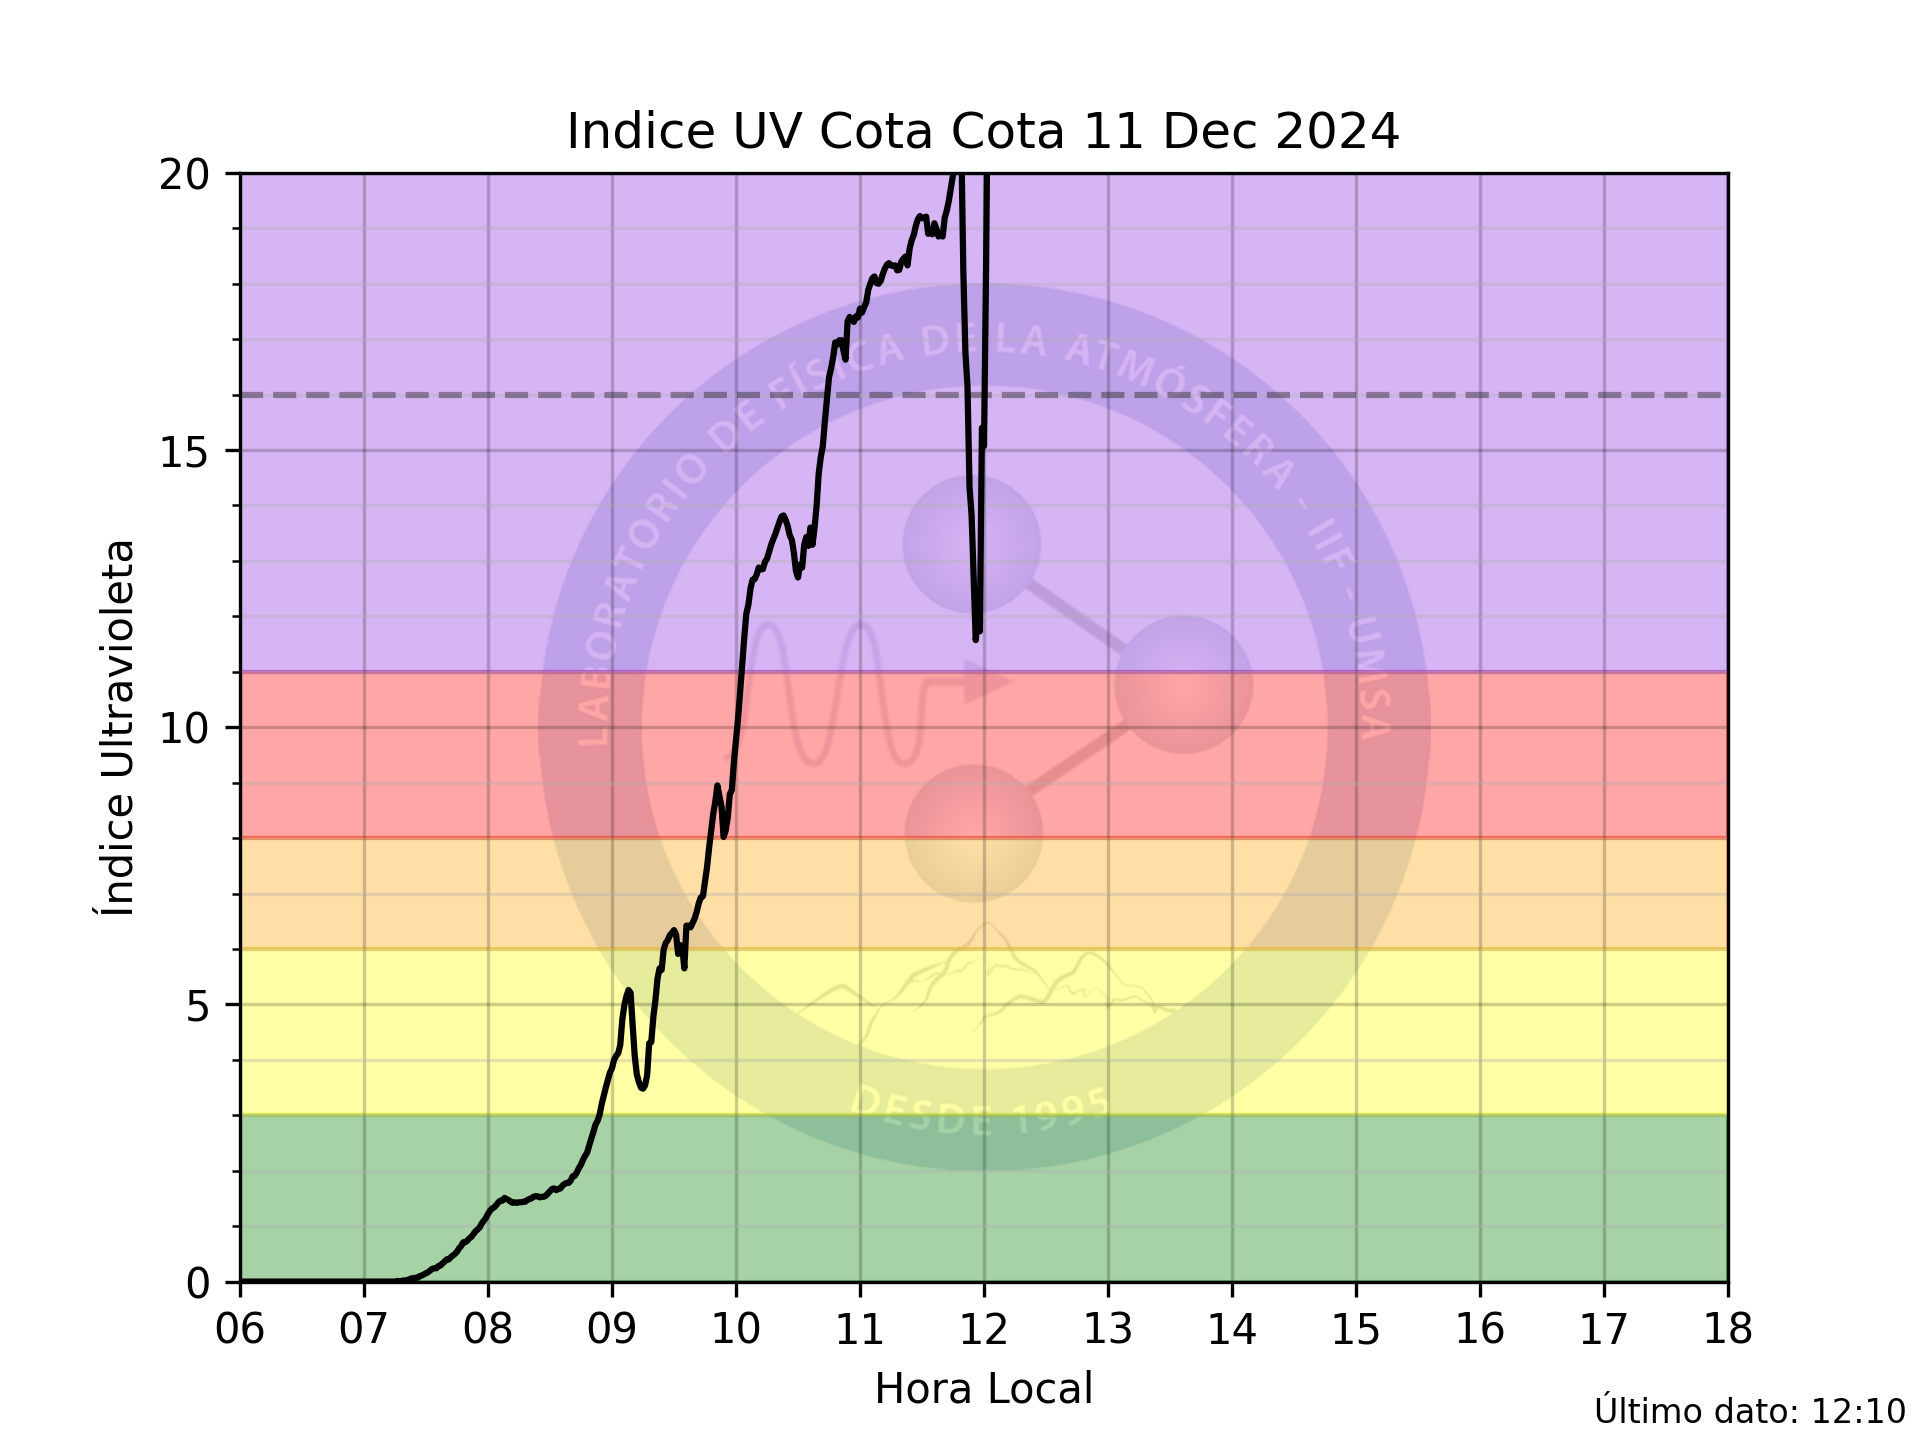 Indice UV Cota Cota 11 Dec 2024
20
15
10
5
0
Índice Ultravioleta
LABORATORIO DE FÍSICA DE LA ATMÓSFERA - IIF - UMSA
DESDE 1995
06 07 08 09 10 11 12 13 14 15 16 17 18
Hora Local
Último dato: 12:10